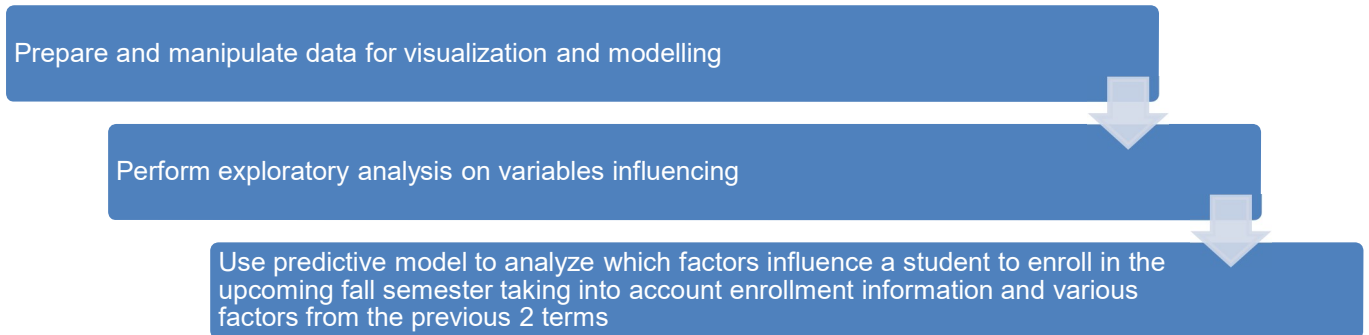 Prepare and manipulate data for visualization and modelling
Perform exploratory analysis on variables influencing
Use predictive model to analyze which factors influence a student to enroll in the
upcoming fall semester taking into account enrollment information and various
factors from the previous 2 terms